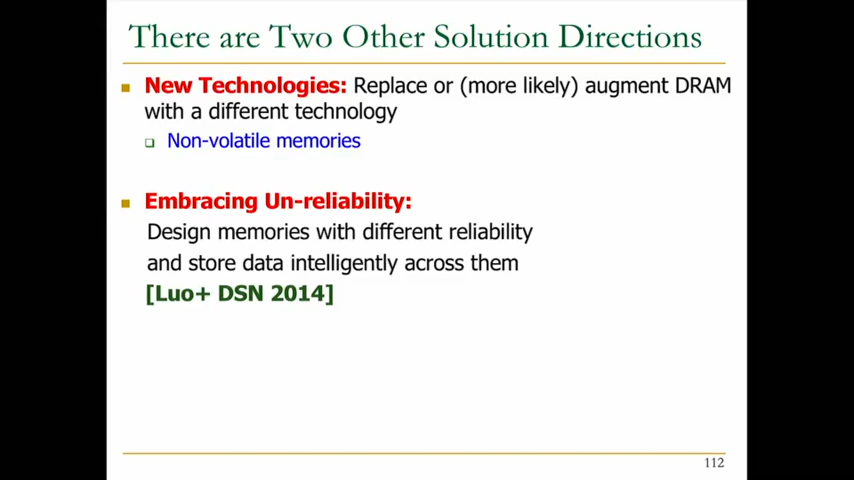 There are Two Other Solution Directions
New Technologies: Replace or (more likely) augment DRAM
with a different technology
Non-volatile memories
Embracing Un-reliability:
Design memories with different reliability
and store data intelligently across them
[Luo+ DSN 2014]
112